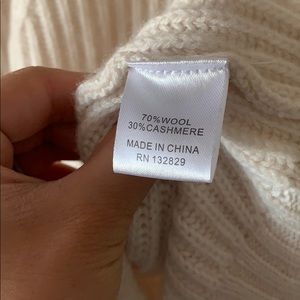 70%WOOL
30%CASHMERE
MADE IN CHINA
RN 132829